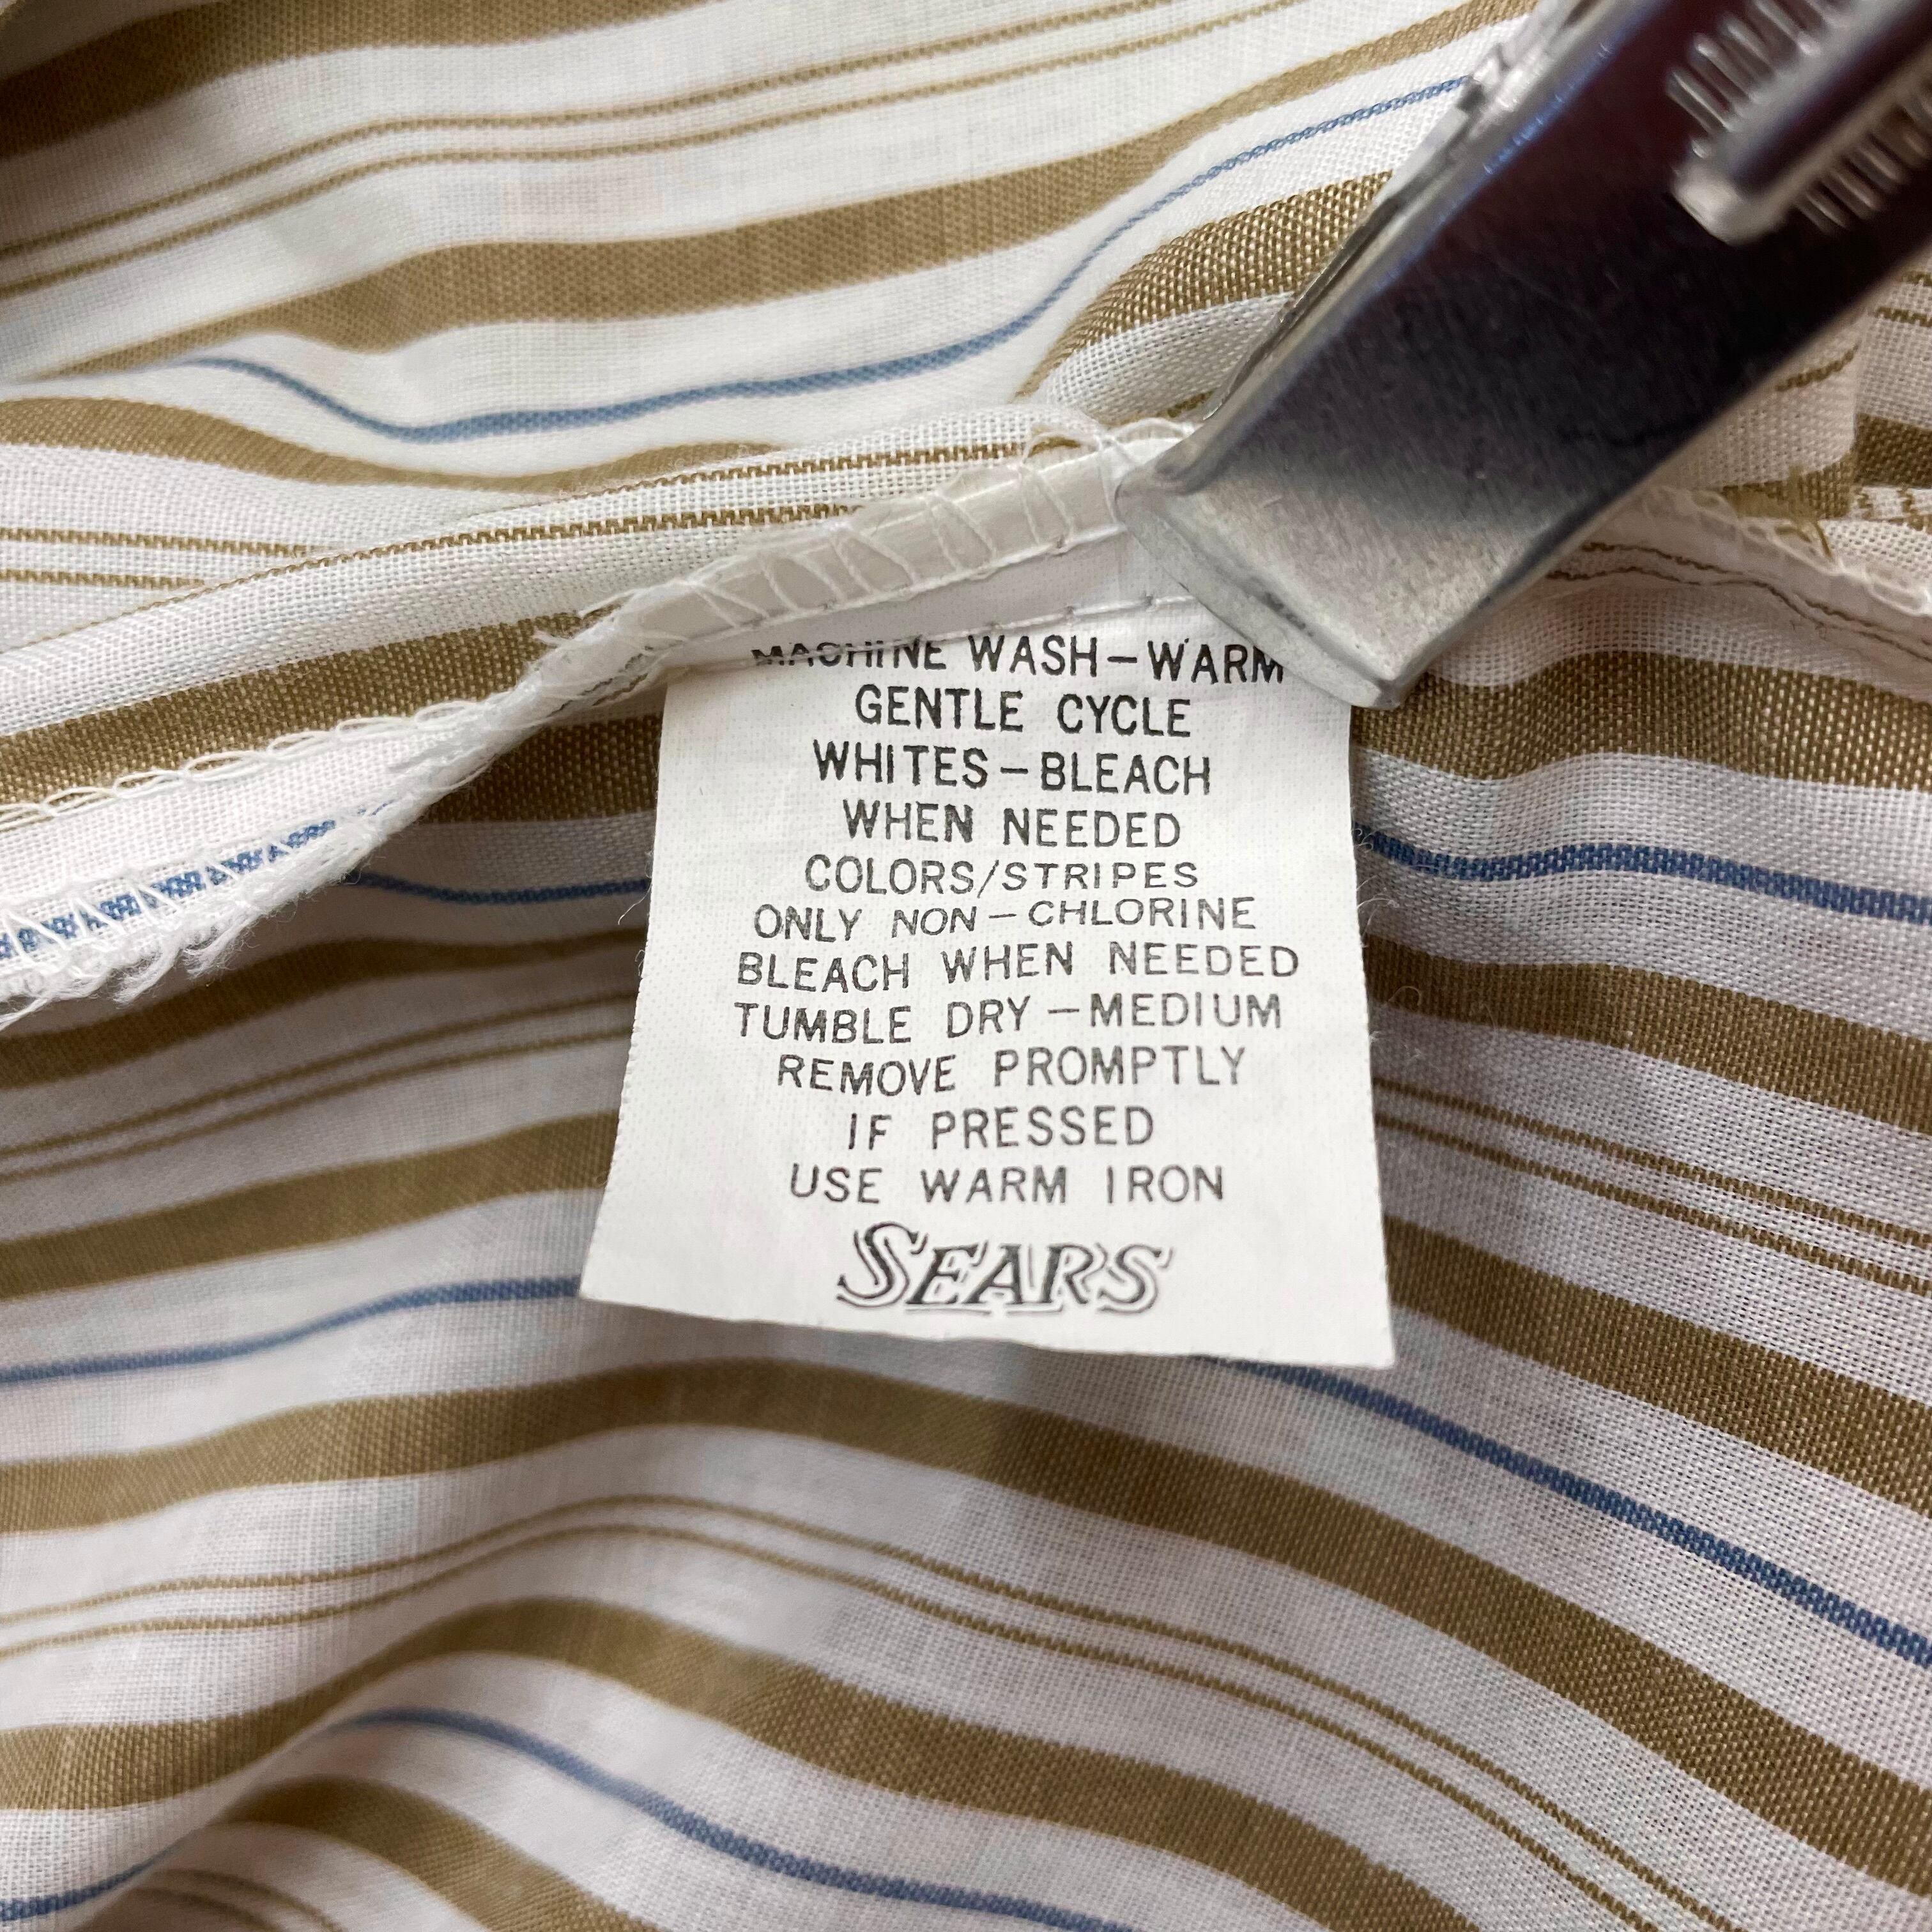 MACHINE WASH–WARM
GENTLE CYCLE
WHITES–BLEACH
WHEN NEEDED
COLORS/STRIPES
ONLY NON–CHLORINE
BLEACH WHEN NEEDED
TUMBLE DRY–MEDIUM
REMOVE PROMPTLY
IF PRESSED
USE WARM IRON
SEARS